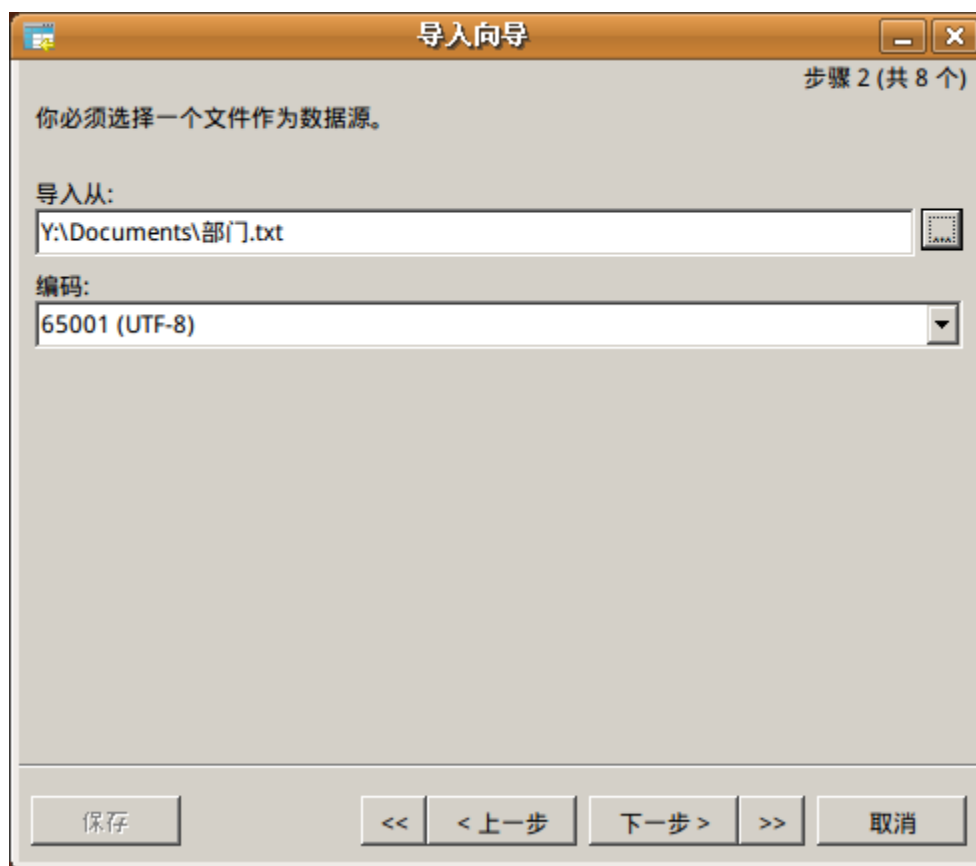 导入向导
步骤 2 (共 8 个)
你必须选择一个文件作为数据源。
导入从:
Y:\Documents\部门.txt
...
编码:
65001 (UTF-8)
保存
<<
< 上一步
下一步 >
>>
取消